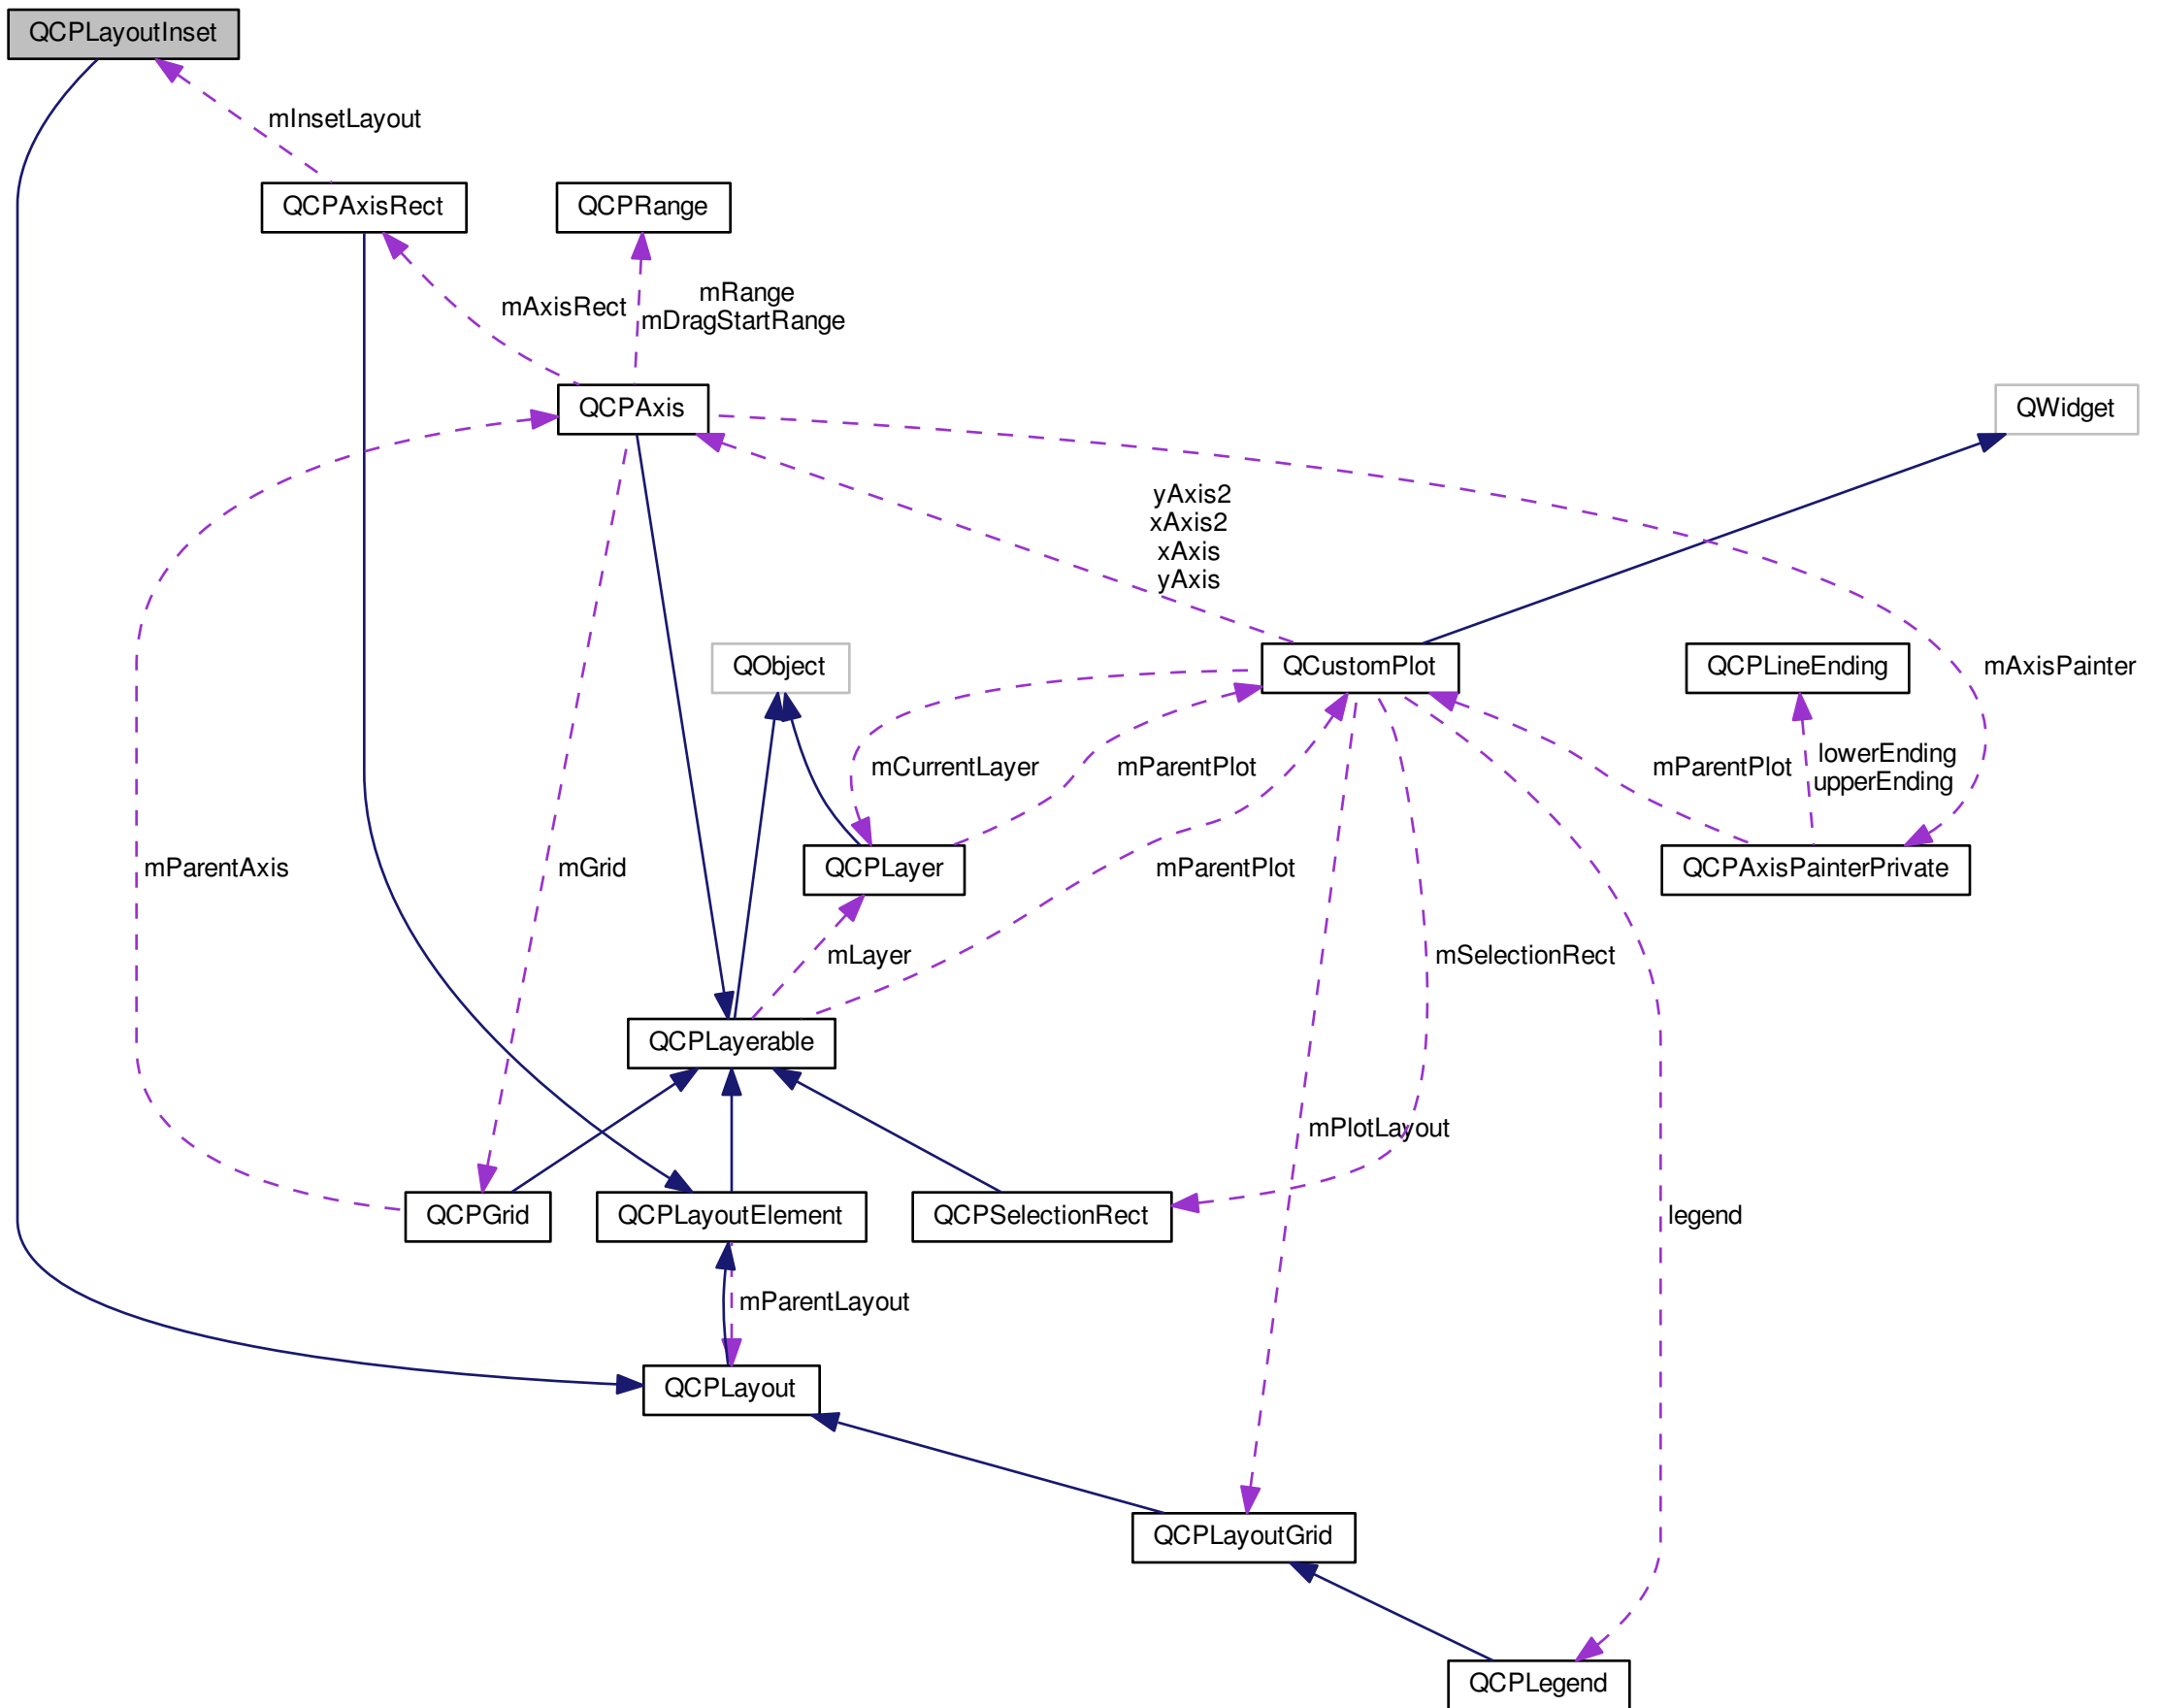 QCPLayoutInset
mInsetLayout
QCPAxisRect
QCPRange
mAxisRect
mRange
mDragStartRange
QCPAxis
QWidget
yAxis2
xAxis2
xAxis
yAxis
QObject
QCustomPlot
QCPLineEnding
mAxisPainter
mCurrentLayer
mParentPlot
mParentPlot
lowerEnding
upperEnding
mParentAxis
mGrid
QCPLayer
mParentPlot
QCPAxisPainterPrivate
mLayer
mSelectionRect
QCPLayerable
mPlotLayout
QCPGrid
QCPLayoutElement
QCPSelectionRect
legend
mParentLayout
QCPLayout
QCPLayoutGrid
QCPLegend